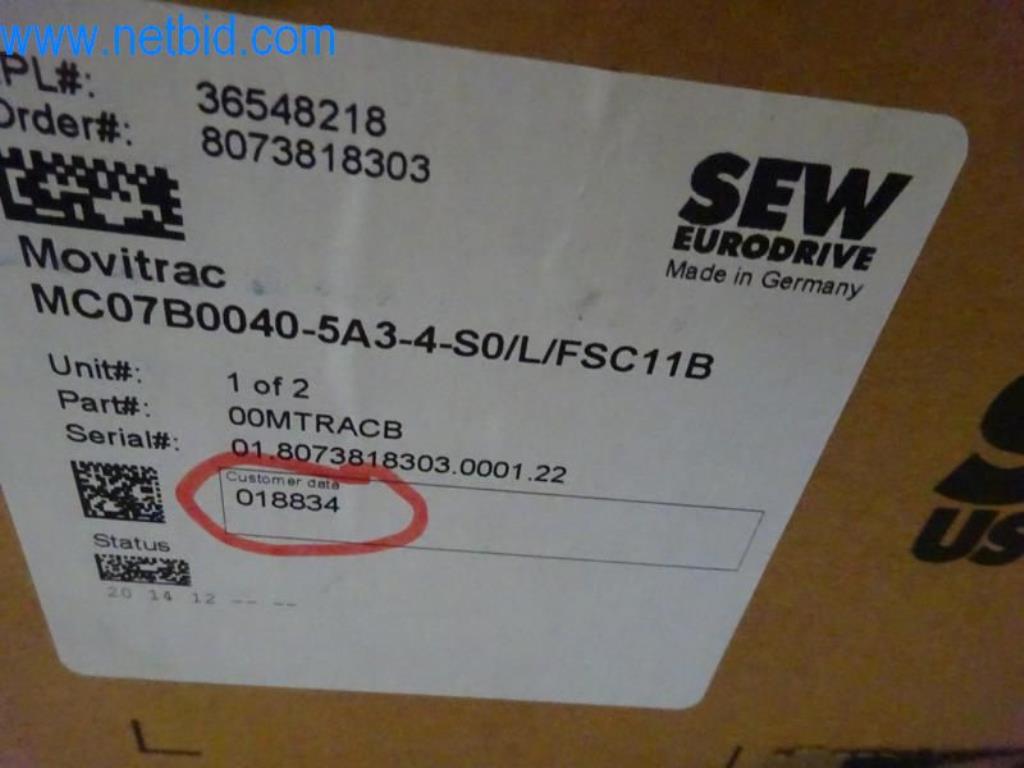 www.netbid.com
PL#: 36548218
Order#: 8073818303
SEW
EURODRIVE
Made in Germany
Movitrac
MC07B0040-5A3-4-S0/L/FSC11B
Unit#: 1 of 2
Part#: 00MTRACB
Serial#: 01.8073818303.0001.22
Customer data
018834
Status
20 14 12 -- --
US